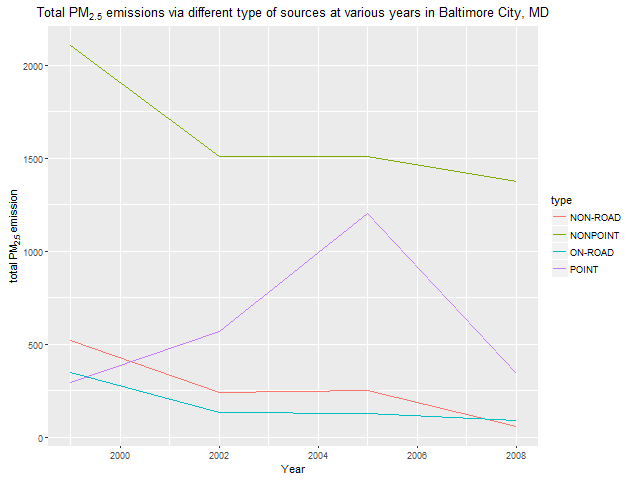 Total PM2.5 emissions via different type of sources at various years in Baltimore City, MD
total PM2.5 emission
2000
1500
1000
500
0
2000 2002 2004 2006 2008
Year
type
NON-ROAD
NONPOINT
ON-ROAD
POINT